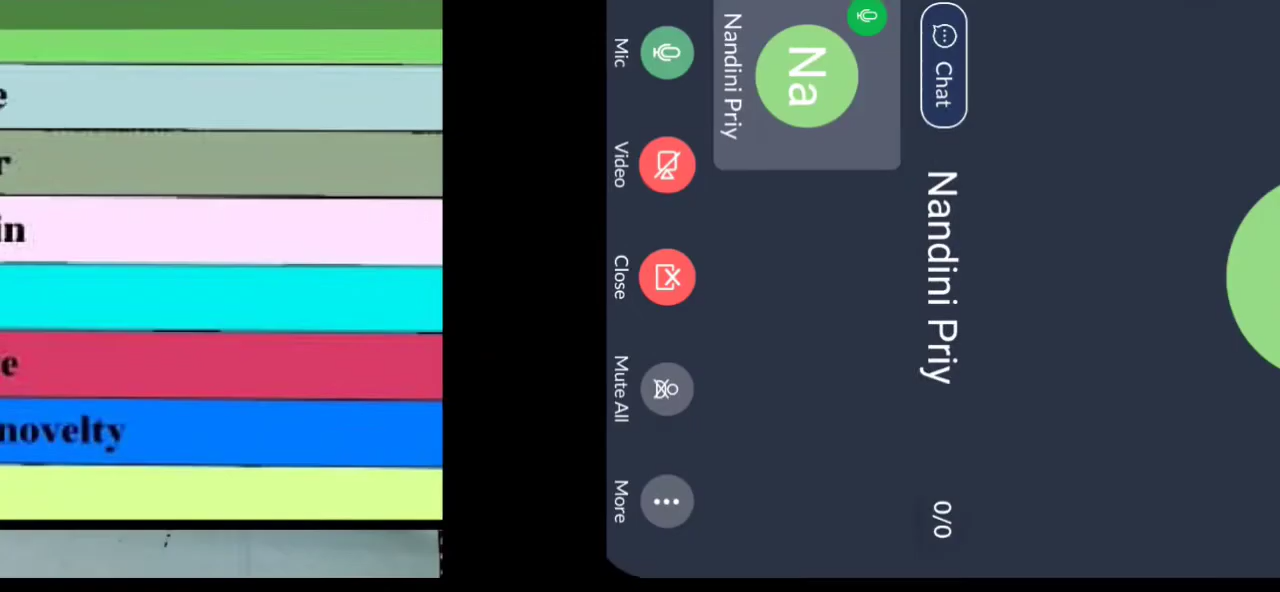 e
r
in
e
novelty
Chat
Nandini Priy
0/0
Na
Nandini Priy
Mic
Video
Close
Mute All
More